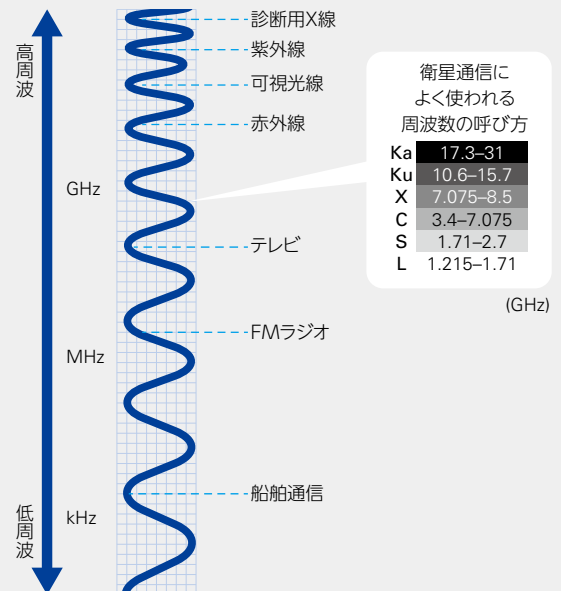 高周波
診断用X線
紫外線
可視光線
赤外線
GHz
テレビ
FMラジオ
MHz
船舶通信
kHz
低周波
衛星通信に
よく使われる
周波数の呼び方
Ka 17.3–31
Ku 10.6–15.7
X 7.075–8.5
C 3.4–7.075
S 1.71–2.7
L 1.215–1.71
(GHz)